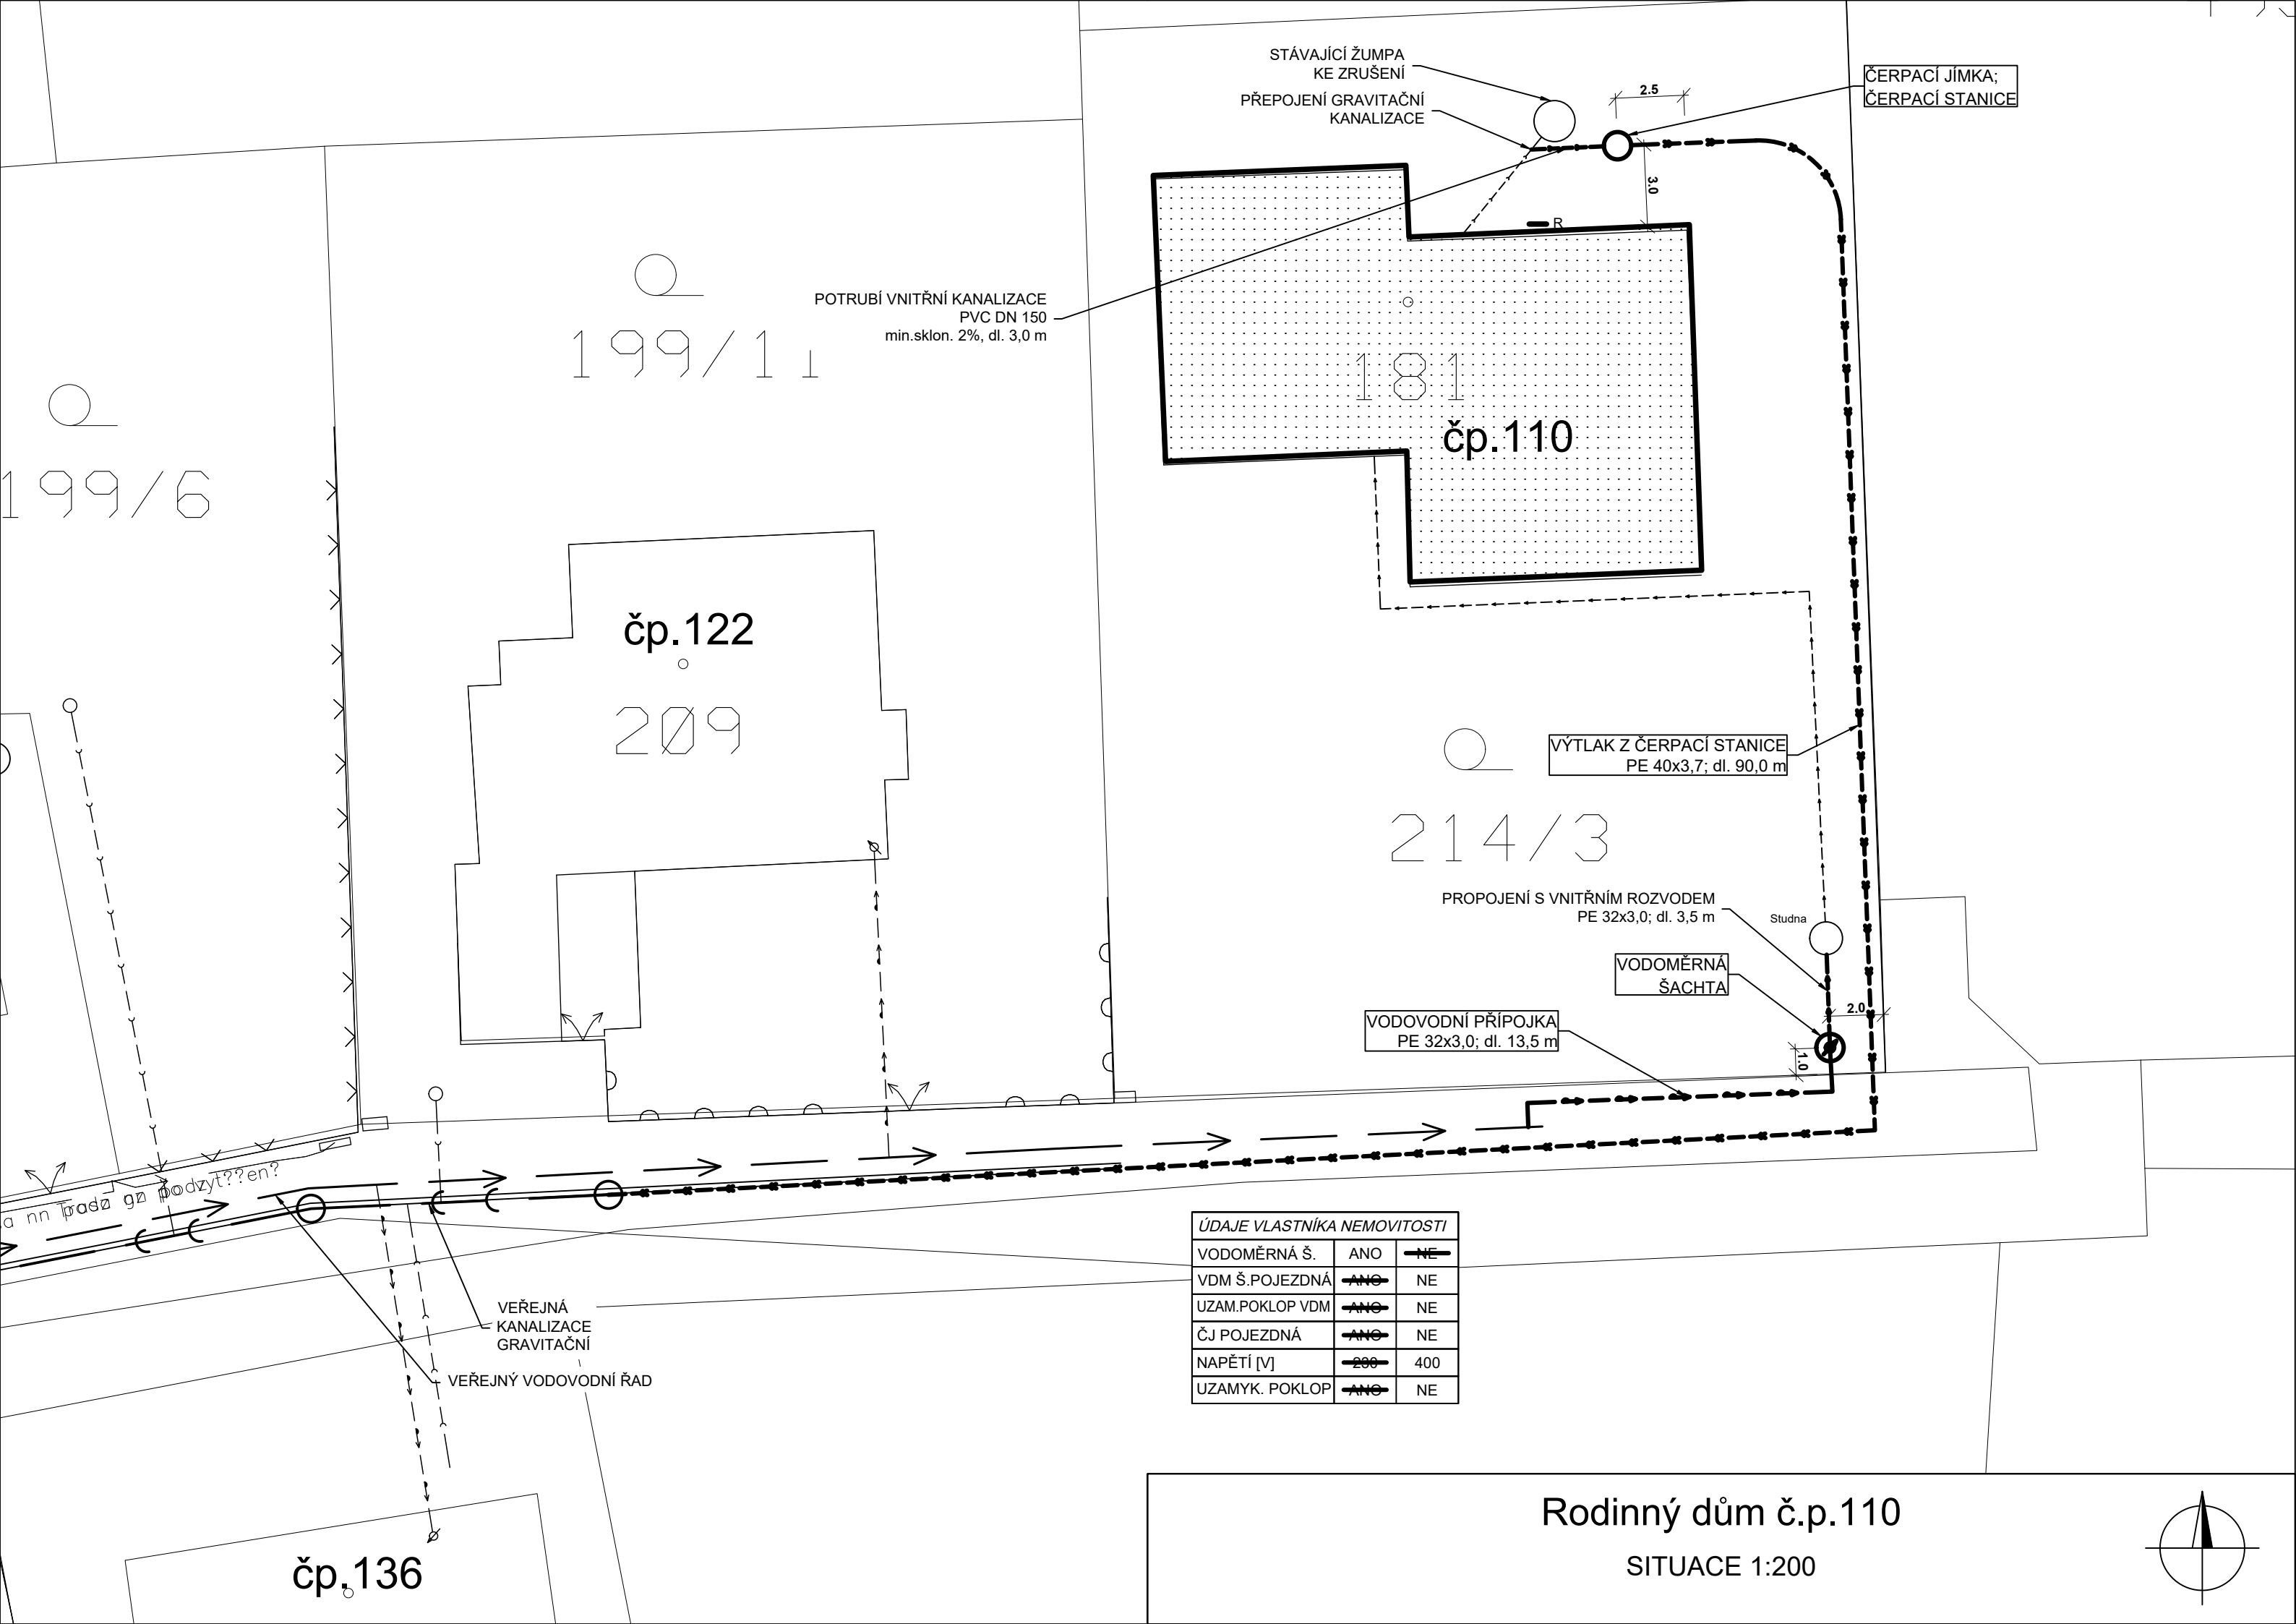 STÁVAJÍCÍ ŽUMPA
KE ZRUŠENÍ
PŘEPOJENÍ GRAVITAČNÍ
KANALIZACE
2.5
ČERPACÍ JÍMKA;
ČERPACÍ STANICE
3.0
R
POTRUBÍ VNITŘNÍ KANALIZACE
PVC DN 150
min.sklon. 2%, dl. 3,0 m
199/11
181
čp.110
199/6
čp.122
209
VÝTLAK Z ČERPACÍ STANICE
PE 40x3,7; dl. 90,0 m
214/3
PROPOJENÍ S VNITŘNÍM ROZVODEM
PE 32x3,0; dl. 3,5 m
Studna
VODOMĚRNÁ
ŠACHTA
2.0
VODOVODNÍ PŘÍPOJKA
PE 32x3,0; dl. 13,5 m
1.0
VEŘEJNÁ
KANALIZACE
GRAVITAČNÍ
VEŘEJNÝ VODOVODNÍ ŘAD
ÚDAJE VLASTNÍKA NEMOVITOSTI
VODOMĚRNÁ Š. ANO NE
VDM Š.POJEZDNÁ ANO NE
UZAM.POKLOP VDM ANO NE
ČJ POJEZDNÁ ANO NE
NAPĚTÍ [V] 230 400
UZAMYK. POKLOP ANO NE
čp.136
Rodinný dům č.p.110
SITUACE 1:200